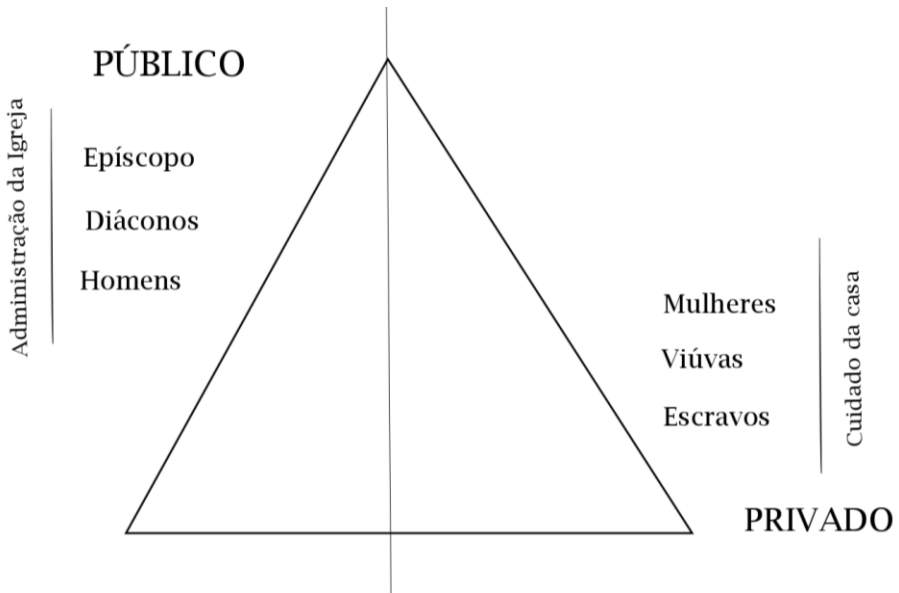 PÚBLICO
Administração da Igreja
Epíscopo
Diáconos
Homens
Mulheres
Viúvas
Escravos
Cuidado da casa
PRIVADO